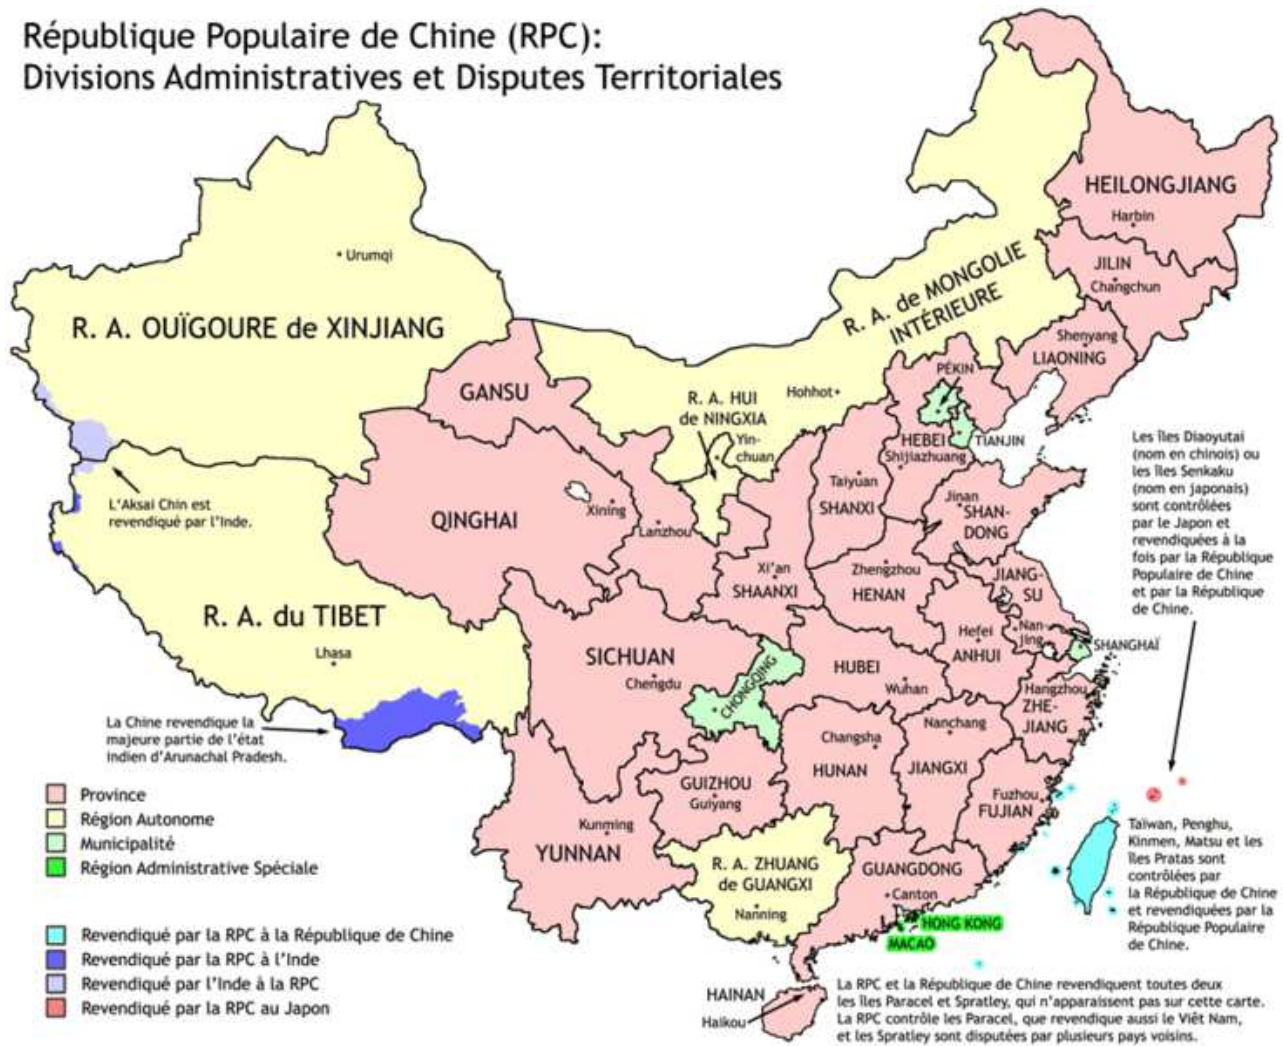 République Populaire de Chine (RPC):
Divisions Administratives et Disputes Territoriales
HEILONGJIANG
Harbin
JILIN
Changchun
Urumqi
R. A. OUÏGOURE de XINJIANG
R. A. de MONGOLIE
INTÉRIEURE
Shenyang
LIAONING
PÉKIN
GANSU
R. A. HUI
de NINGXIA
Hohhot
Yin-
chuan
HEBEI
TIANJIN
Shijiazhuang
Les îles Diaoyutai
(nom en chinois) ou
les îles Senkaku
(nom en japonais)
sont contrôlées
par le Japon et
revendiquées à la
fois par la République
Populaire de Chine
et par la République
de Chine.
L'Aksai Chin est
revendiqué par l'Inde.
QINGHAI
Xining
Lanzhou
Taiyuan
SHANXI
Jinan
SHAN-
DONG
Xi'an
SHAANXI
Zhengzhou
HENAN
JIANG-
SU
R. A. du TIBET
Lhasa
SICHUAN
Chengdu
CHONGQING
HUBEI
Wuhan
Hefei
ANHUI
Nan-
jing
SHANGHAÏ
Hangzhou
ZHE-
JIANG
La Chine revendique la
majeure partie de l'état
indien d'Arunachal Pradesh.
Changsha
HUNAN
Nanchang
JIANGXI
GUIZHOU
Guiyang
Fuzhou
FUJIAN
Kunming
YUNNAN
R. A. ZHUANG
de GUANGXI
Nanning
GUANGDONG
Canton
HONG KONG
MACAO
Taïwan, Penghu,
Kinmen, Matsu et les
îles Pratas sont
contrôlées par
la République de Chine
et revendiquées par la
République Populaire
de Chine.
Province
Région Autonome
Municipalité
Région Administrative Spéciale
Revendiqué par la RPC à la République de Chine
Revendiqué par la RPC à l'Inde
Revendiqué par l'Inde à la RPC
Revendiqué par la RPC au Japon
HAINAN
Haikou
La RPC et la République de Chine revendiquent toutes deux
les îles Paracel et Spratley, qui n'apparaissent pas sur cette carte.
La RPC contrôle les Paracel, que revendique aussi le Viêt Nam,
et les Spratley sont disputées par plusieurs pays voisins.